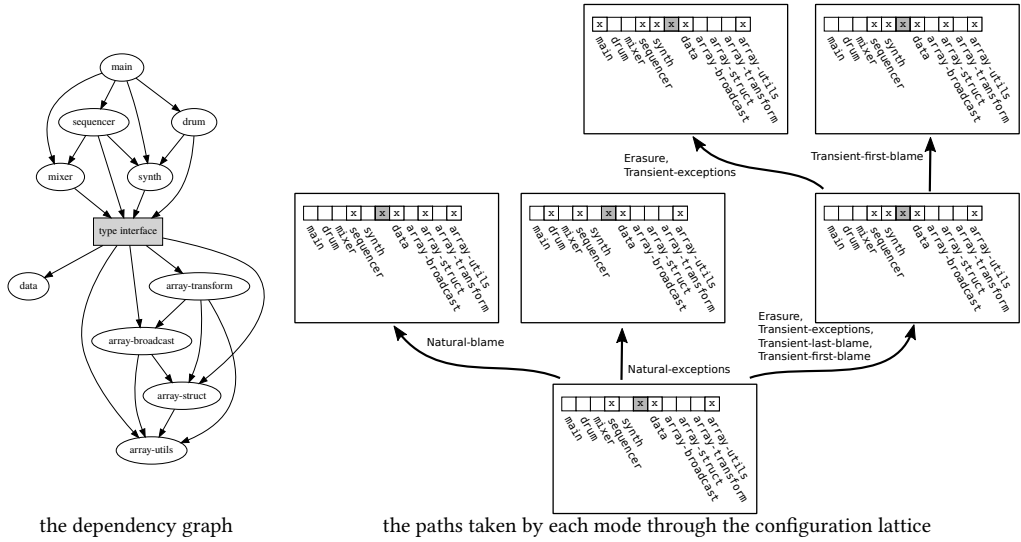 main
sequencer
drum
mixer
synth
type interface
data
array-transform
array-broadcast
array-struct
array-utils
the dependency graph
x x x x x x
main
drum
mixer
sequencer
synth
data
array-broadcast
array-struct
array-transform
array-utils
x x x x x x
main
drum
mixer
sequencer
synth
data
array-broadcast
array-struct
array-transform
array-utils
Erasure,
Transient-exceptions
Transient-first-blame
x x x x x
main
drum
mixer
sequencer
synth
data
array-broadcast
array-struct
array-transform
array-utils
x x x x x
main
drum
mixer
sequencer
synth
data
array-broadcast
array-struct
array-transform
array-utils
x x x x x
main
drum
mixer
sequencer
synth
data
array-broadcast
array-struct
array-transform
array-utils
Natural-blame
Natural-exceptions
Erasure,
Transient-exceptions,
Transient-last-blame,
Transient-first-blame
x x x x
main
drum
mixer
sequencer
synth
data
array-broadcast
array-struct
array-transform
array-utils
the paths taken by each mode through the configuration lattice